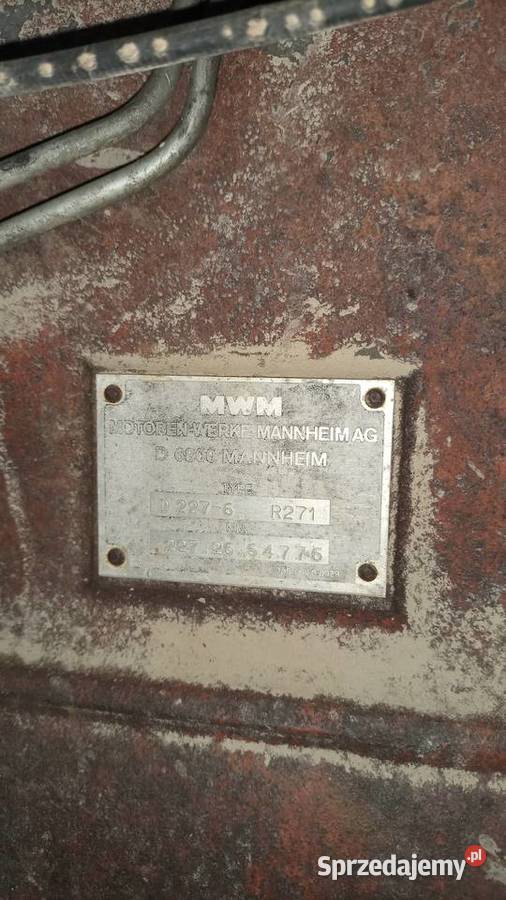 MWM
MOTOREN-WERKE MANNHEIM AG
D 6800 MANNHEIM
TYPE
D 227-6 R271
NR.
227 26 54776
Sprzedajemy.pl